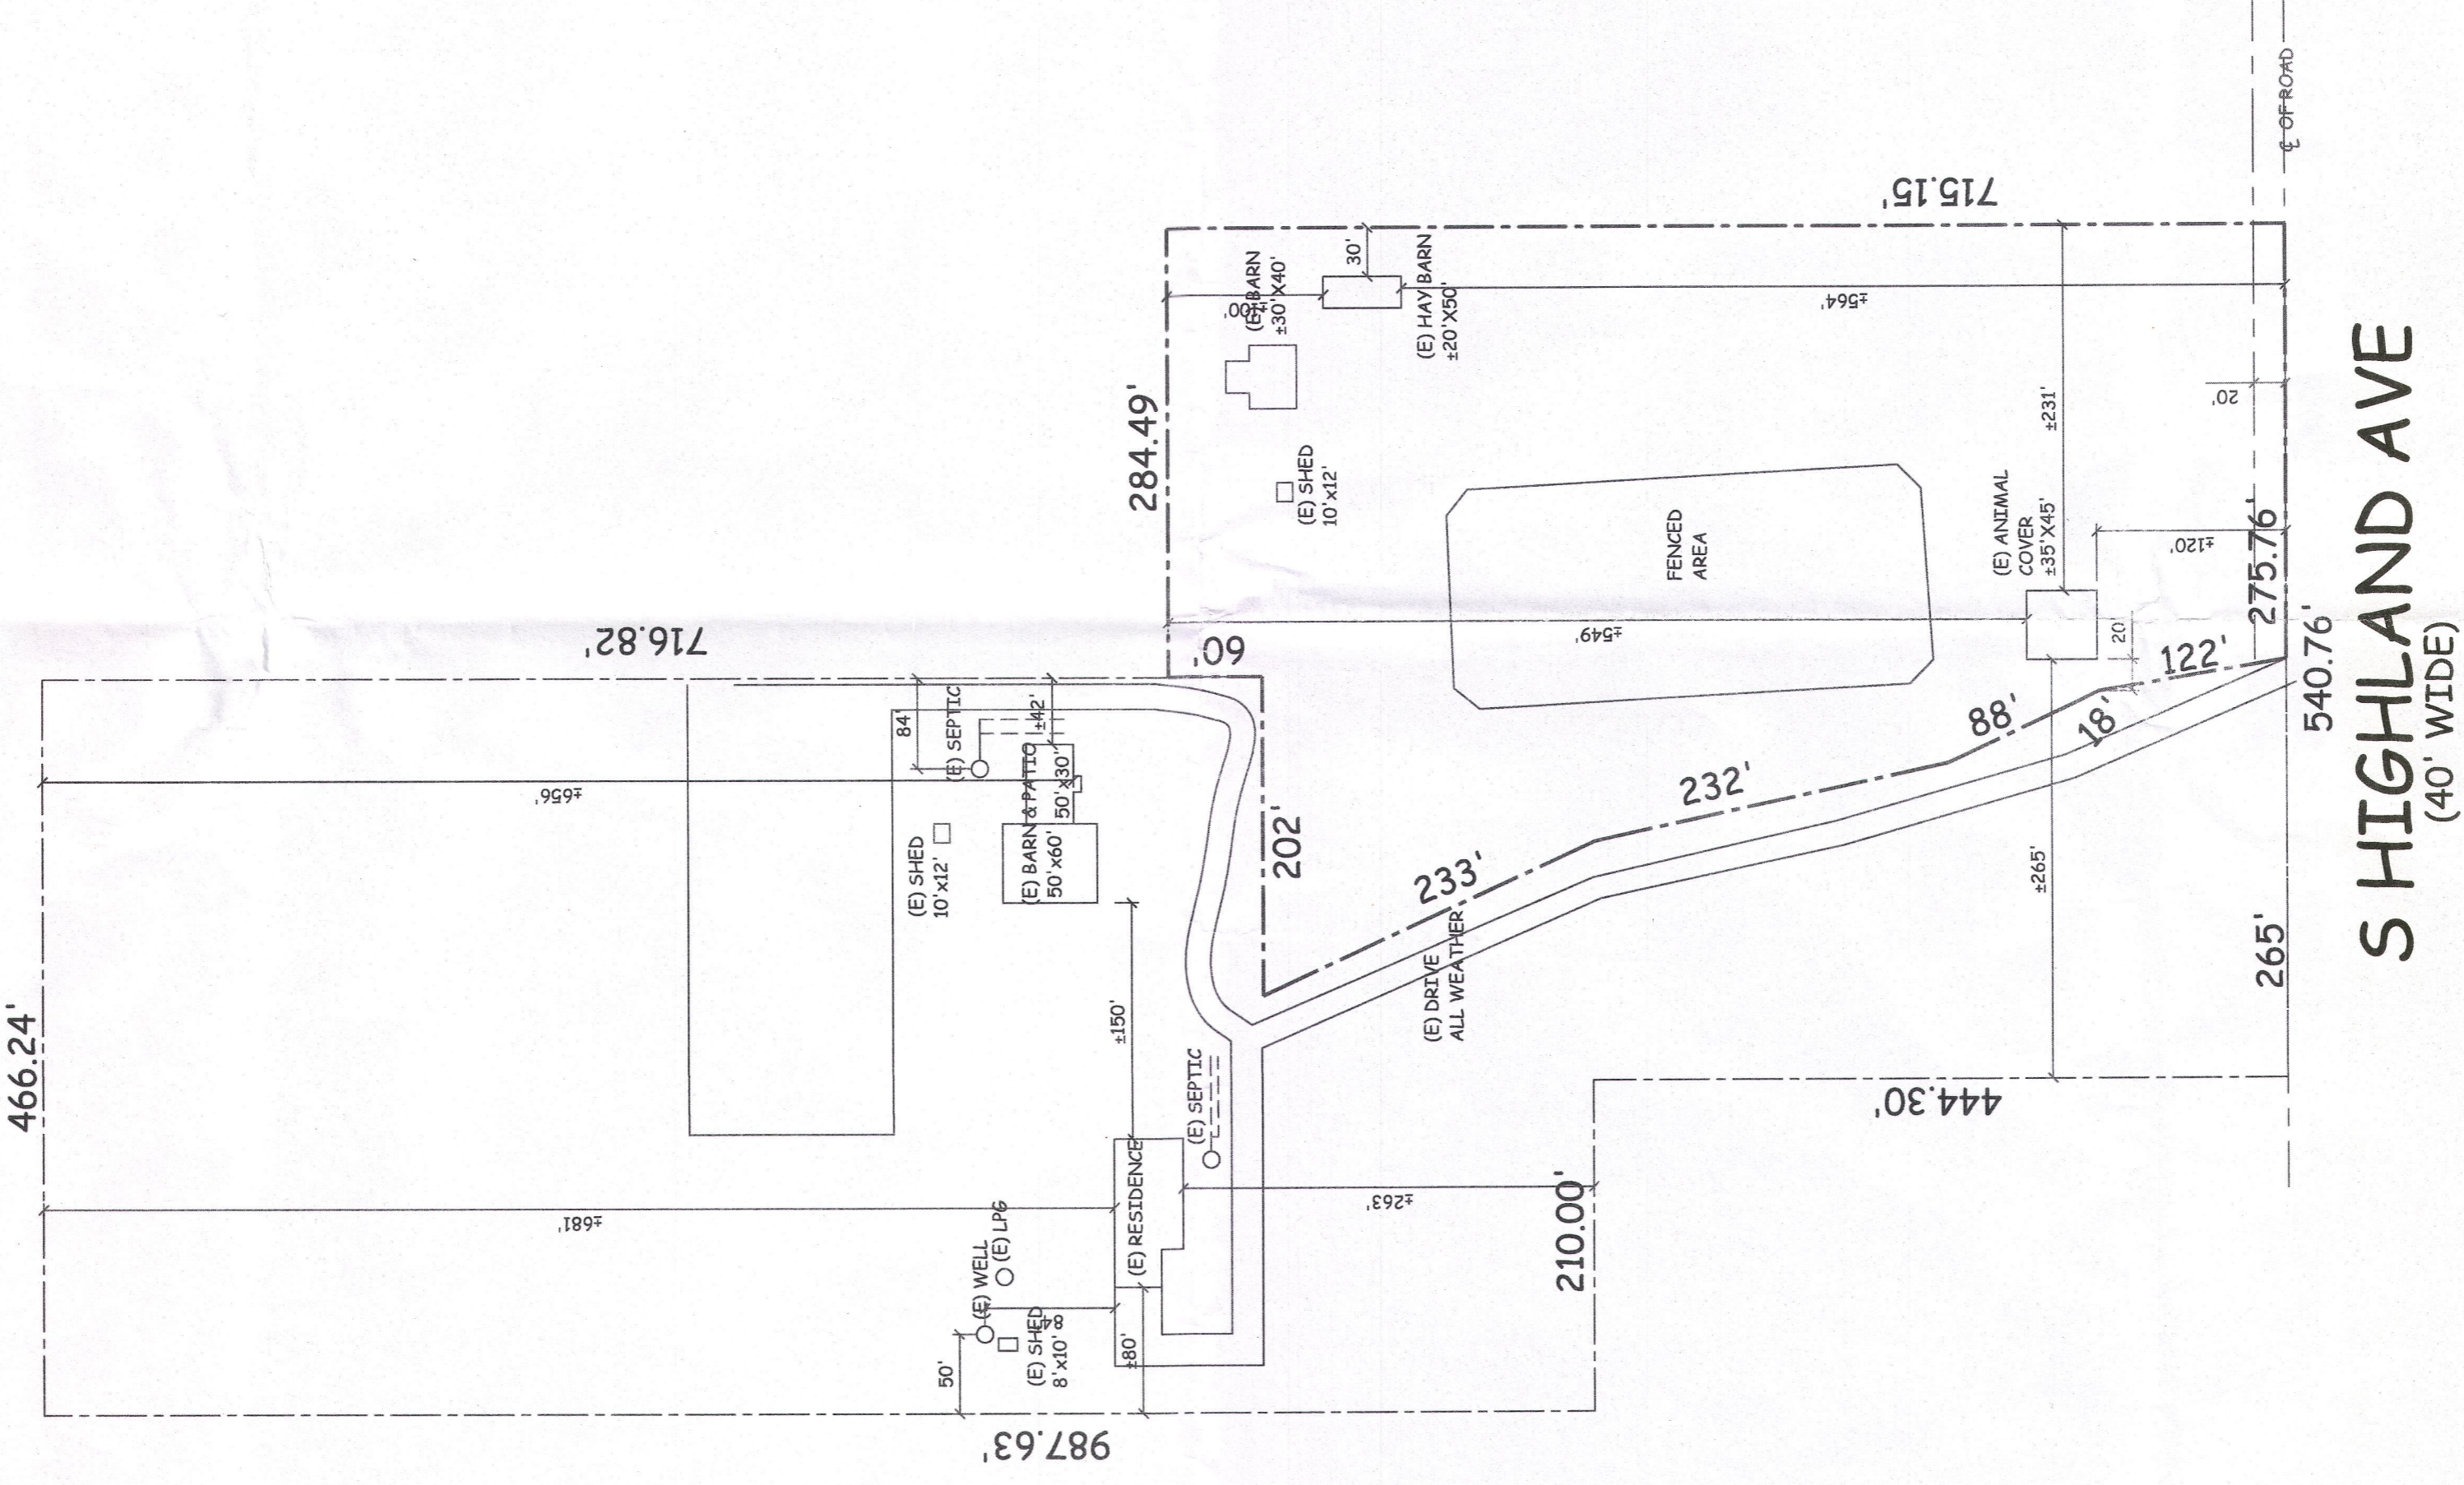 466.24'
716.82'
987.63'
±656'
±681'
84'
(E) SEPTIC
±42'
(E) BARN & PATIO
50'x60'
50'x30'
(E) SHED
10'x12'
±150'
(E) SEPTIC
(E) RESIDENCE
(E) WELL
(E) LPG
84'
(E) SHED
8'x10'
50'
±80'
±263'
210.00'
444.30'
284.49'
60'
202'
715.15'
30'
(E) BARN
±30'X40'
±100'
(E) HAY BARN
±20'X50'
±564'
(E) SHED
10'x12'
FENCED
AREA
±549'
±231'
(E) ANIMAL
COVER
±35'X45'
±120'
20'
20'
275.76'
122'
18'
88'
232'
233'
(E) DRIVE
ALL WEATHER
±265'
265'
540.76'
℄ OF ROAD
S HIGHLAND AVE
(40' WIDE)